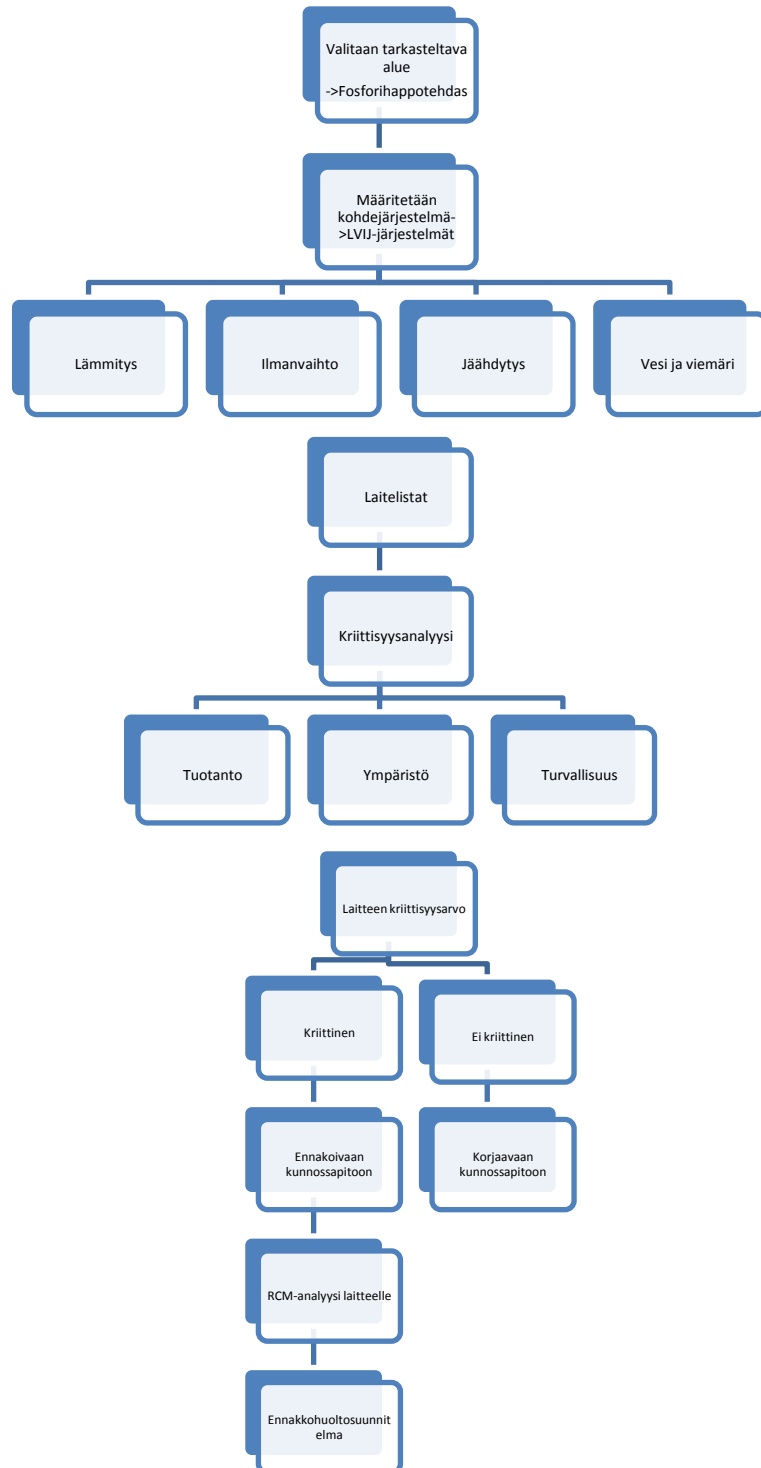 Valitaan tarkasteltava
alue
->Fosforihappotehdas
Määritetään
kohdejärjestelmä-
>LVIJ-järjestelmät
Lämmitys
Ilmanvaihto
Jäähdytys
Vesi ja viemäri
Laitelistat
Kriittisyysanalyysi
Tuotanto
Ympäristö
Turvallisuus
Laitteen kriittisyysarvo
Kriittinen
Ei kriittinen
Ennakoivaan
kunnossapitoon
Korjaavaan
kunnossapitoon
RCM-analyysi laitteelle
Ennakkohuoltosuunnit
elma